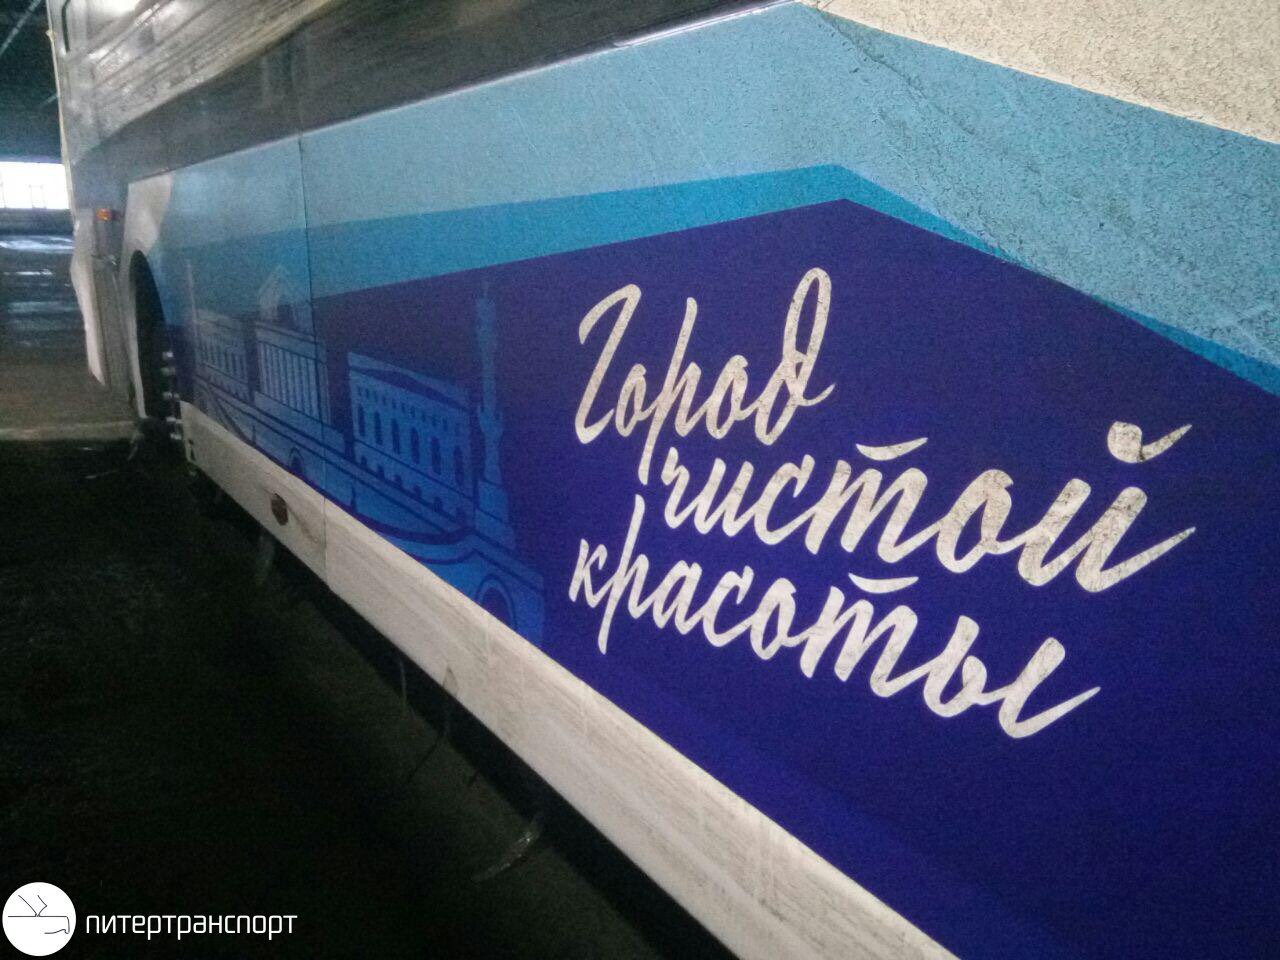 Город
чистой
красоты
питертранспорт